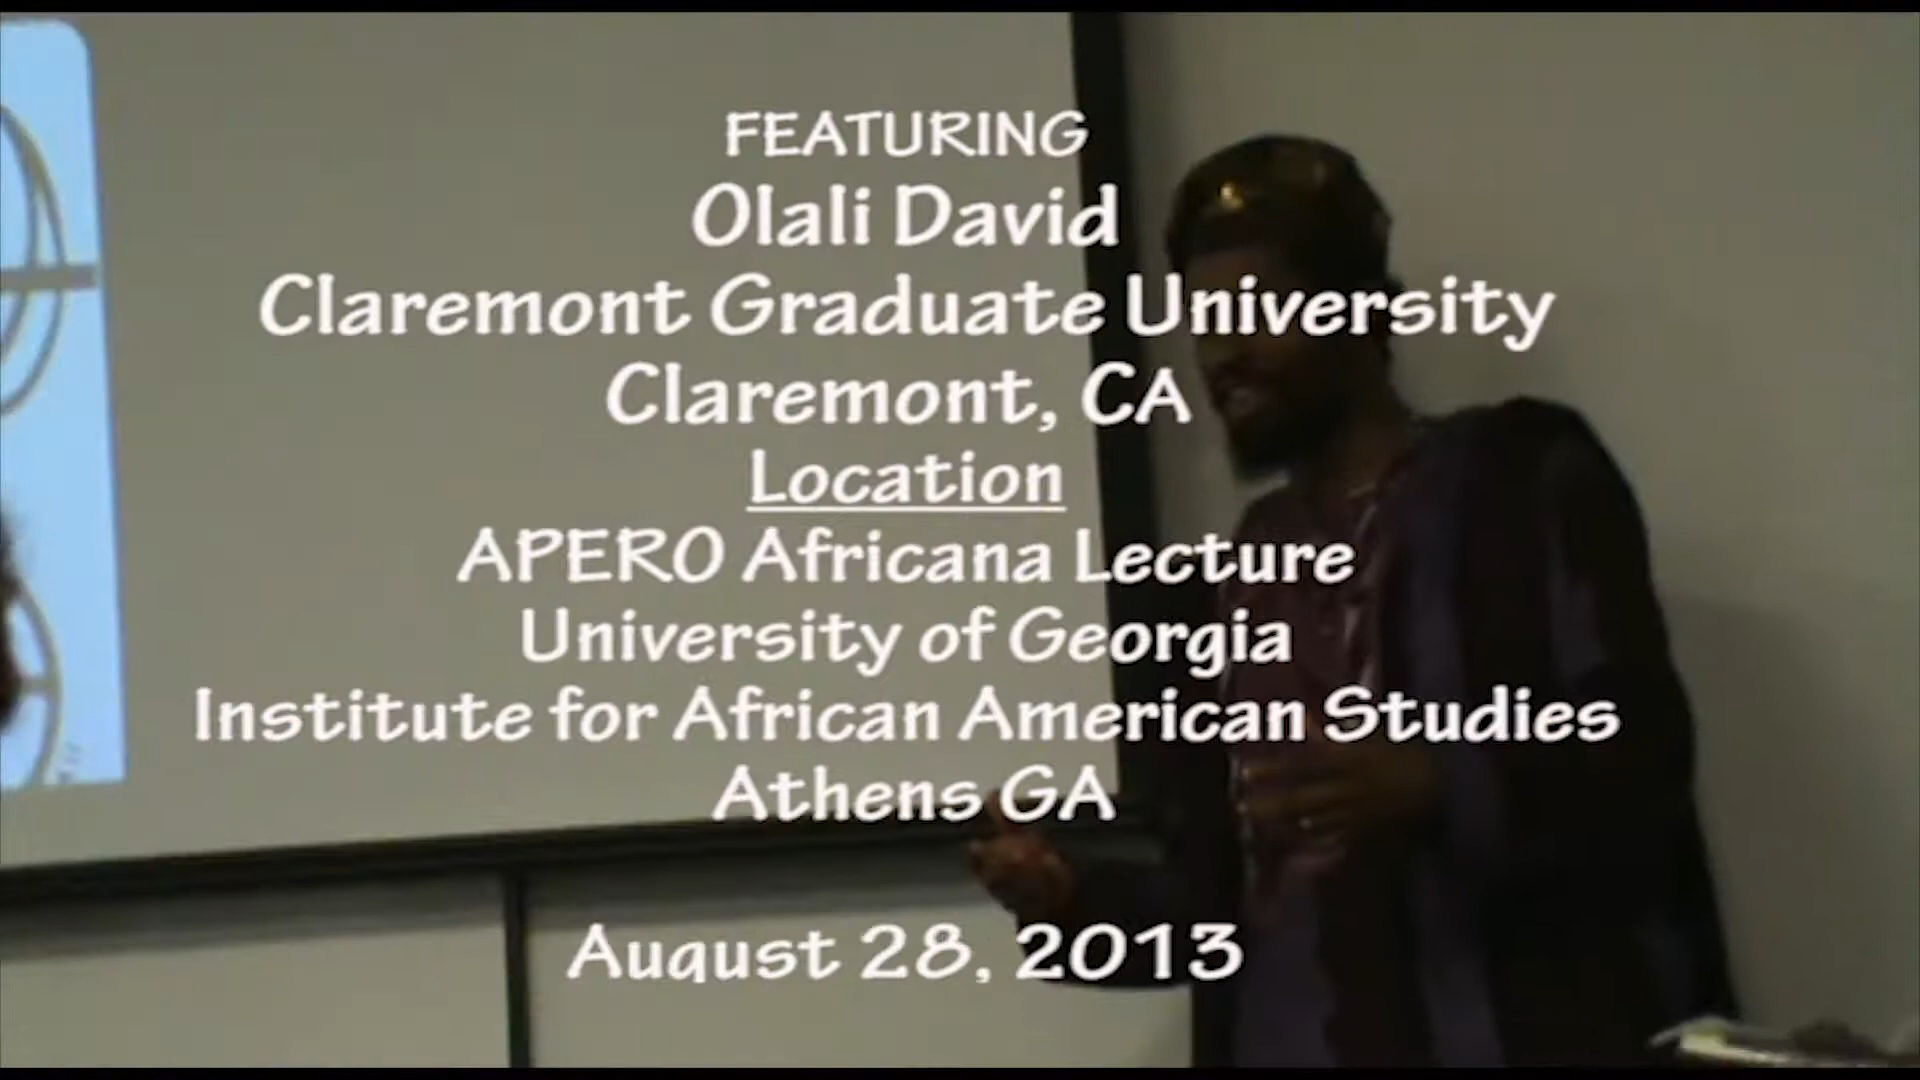 FEATURING
Olali David
Claremont Graduate University
Claremont, CA
Location
APERO Africana Lecture
University of Georgia
Institute for African American Studies
Athens GA
August 28, 2013